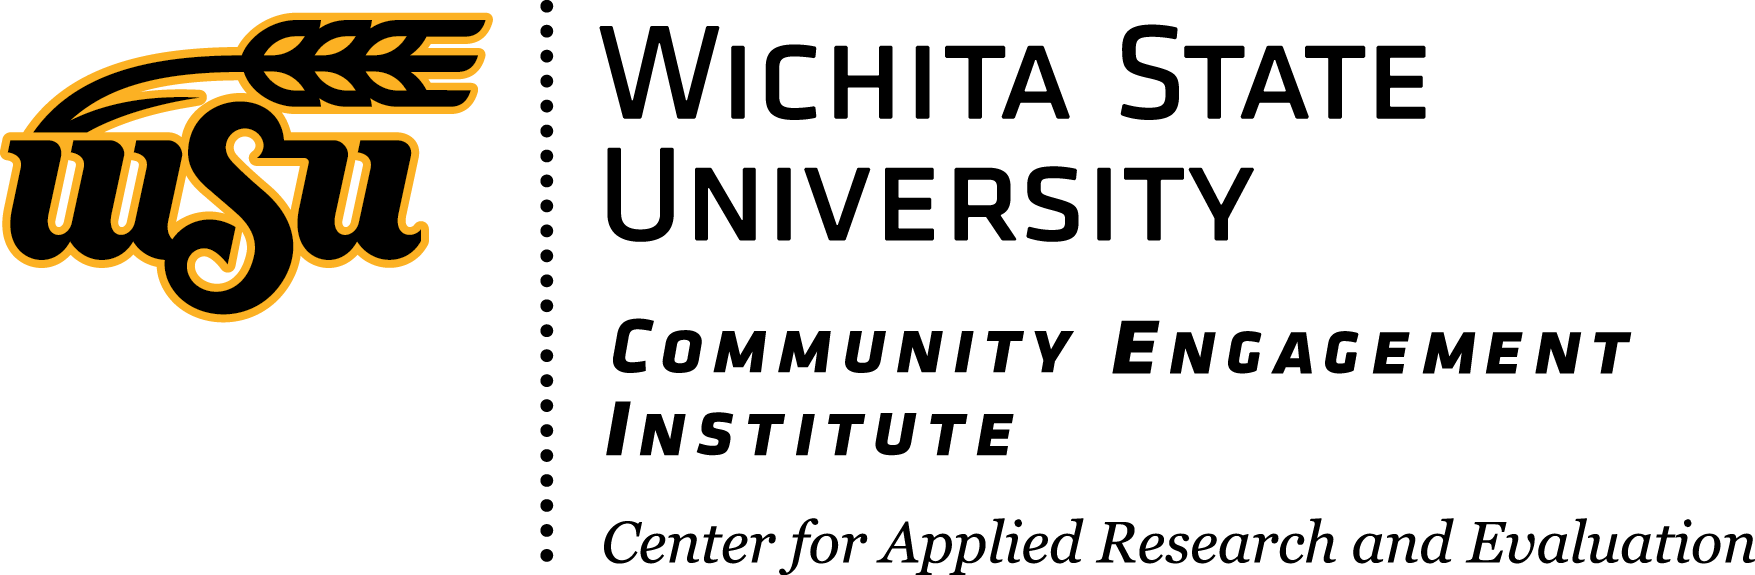 WSU
WICHITA STATE
UNIVERSITY
COMMUNITY ENGAGEMENT
INSTITUTE
Center for Applied Research and Evaluation